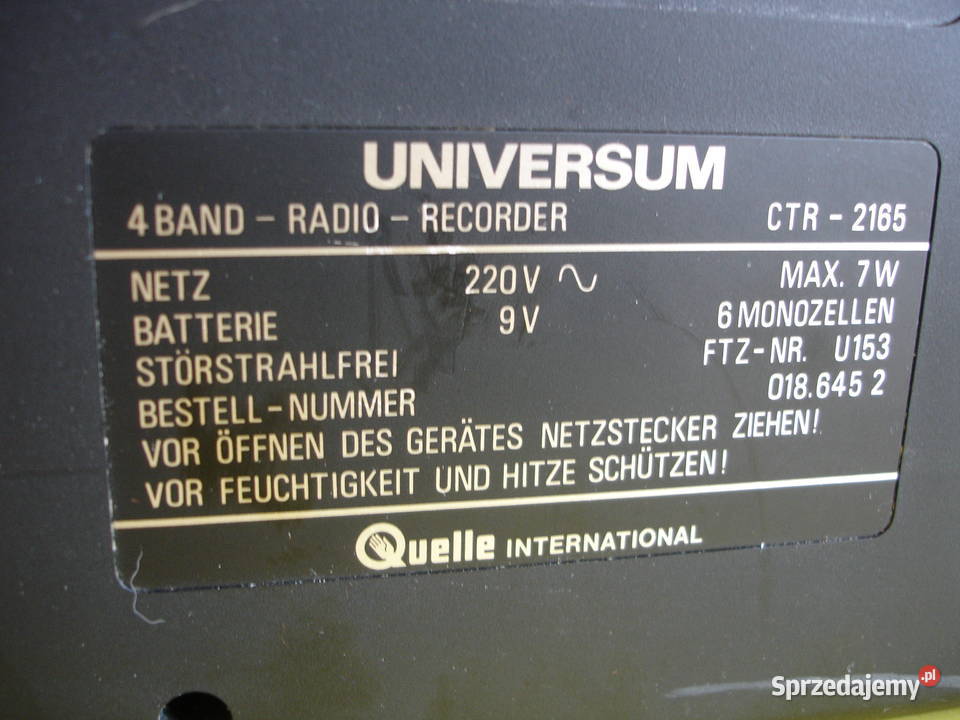 UNIVERSUM
4 BAND - RADIO - RECORDER CTR - 2165
NETZ 220 V ∿ MAX. 7 W
BATTERIE 9 V 6 MONOZELLEN
STÖRSTRAHLFREI FTZ-NR. U153
BESTELL-NUMMER 018.645 2
VOR ÖFFNEN DES GERÄTES NETZSTECKER ZIEHEN!
VOR FEUCHTIGKEIT UND HITZE SCHÜTZEN!
Quelle INTERNATIONAL
Sprzedajemy.pl